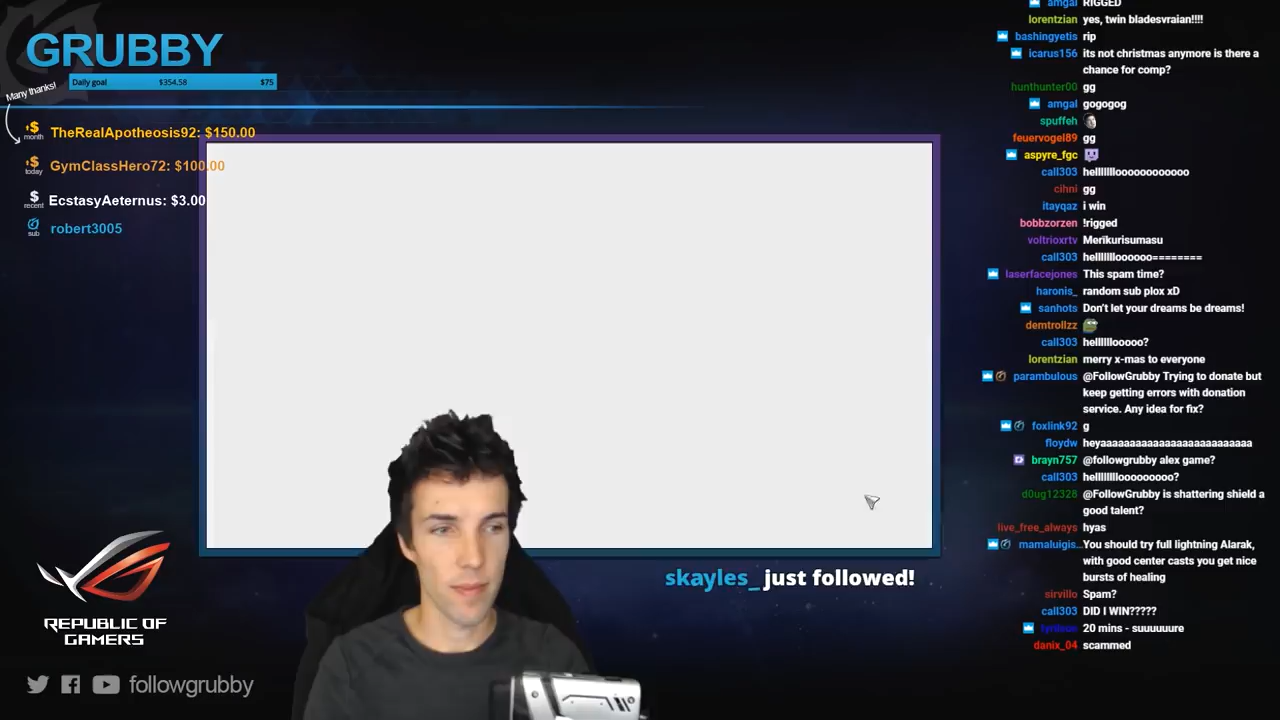 GRUBBY
Daily goal $354.58 $75
Many thanks!
$ month TheRealApotheosis92: $150.00
$ today GymClassHero72: $100.00
$ recent EcstasyAeternus: $3.00
sub robert3005
skayles_ just followed!
REPUBLIC OF
GAMERS
followgrubby
amgal RIGGED
lorentzian yes, twin bladesvraian!!!!
bashingyetis rip
icarus156 its not christmas anymore is there a
chance for comp?
hunthunter00 gg
amgal gogogog
spuffeh
feuervogel89 gg
aspyre_fgc
call303 helllllllooooooooooo
cihni gg
itayqaz i win
bobbzorzen !rigged
voltrioxrtv Merikurisumasu
call303 hellllllloooooo========
laserfacejones This spam time?
haronis_ random sub plox xD
sanhots Don't let your dreams be dreams!
demtrollzz
call303 helllllllooooo?
lorentzian merry x-mas to everyone
parambulous @FollowGrubby Trying to donate but
keep getting errors with donation
service. Any idea for fix?
foxlink92 g
floydw heyaaaaaaaaaaaaaaaaaaaaaaaaaa
brayn757 @followgrubby alex game?
call303 helllllllooooooooo?
d0ug12328 @FollowGrubby is shattering shield a
good talent?
live_free_always hyas
mamaluigis... You should try full lightning Alarak,
with good center casts you get nice
bursts of healing
sirvillo Spam?
call303 DID I WIN?????
20 mins - suuuuuure
danix_04 scammed